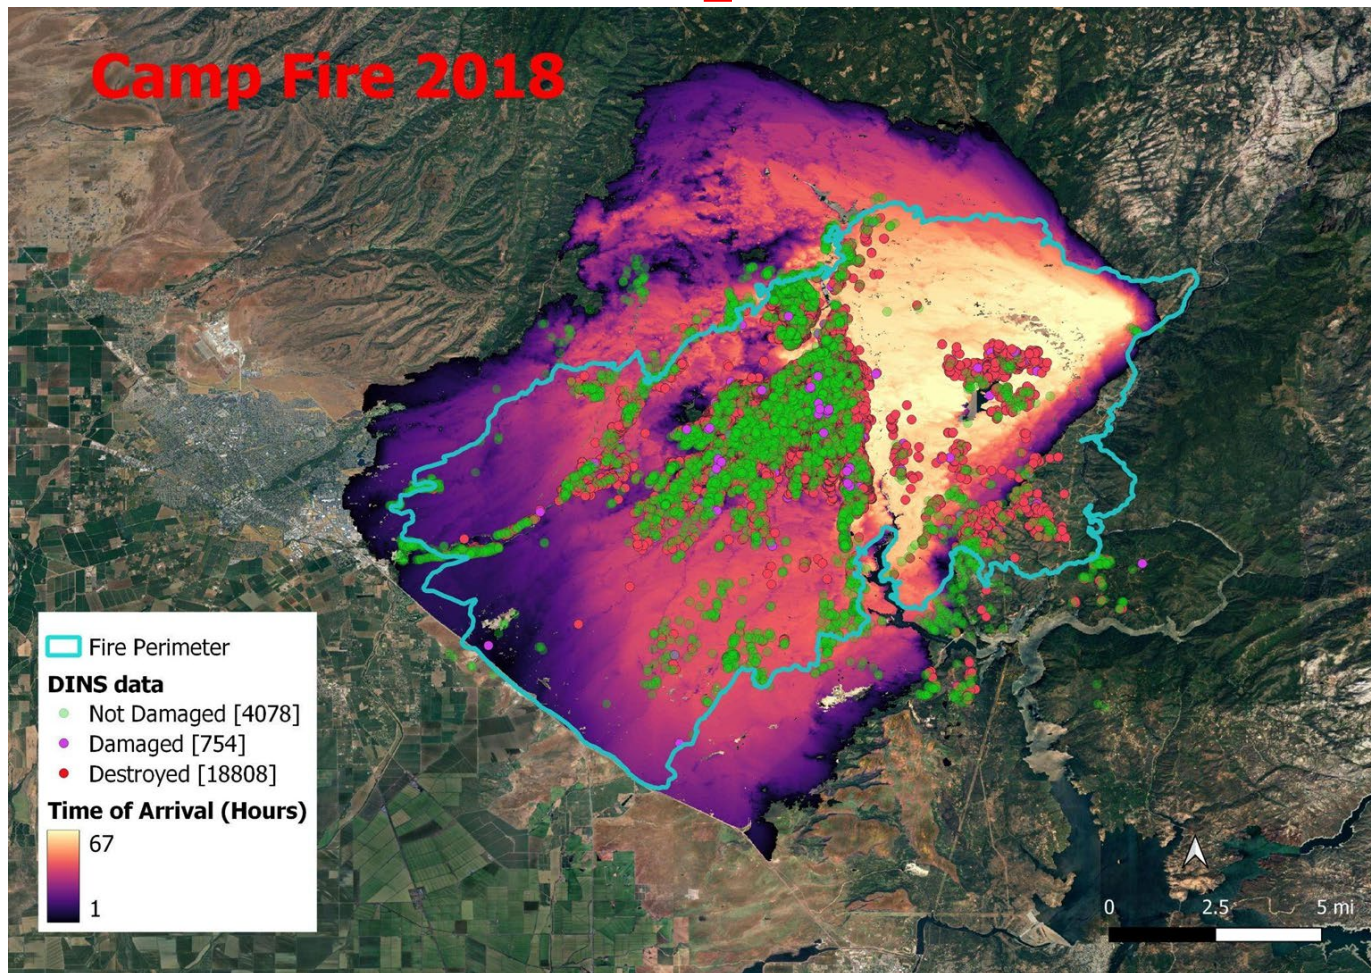 Camp Fire 2018
Fire Perimeter
DINS data
Not Damaged [4078]
Damaged [754]
Destroyed [18808]
Time of Arrival (Hours)
67
1
0 2.5 5 mi